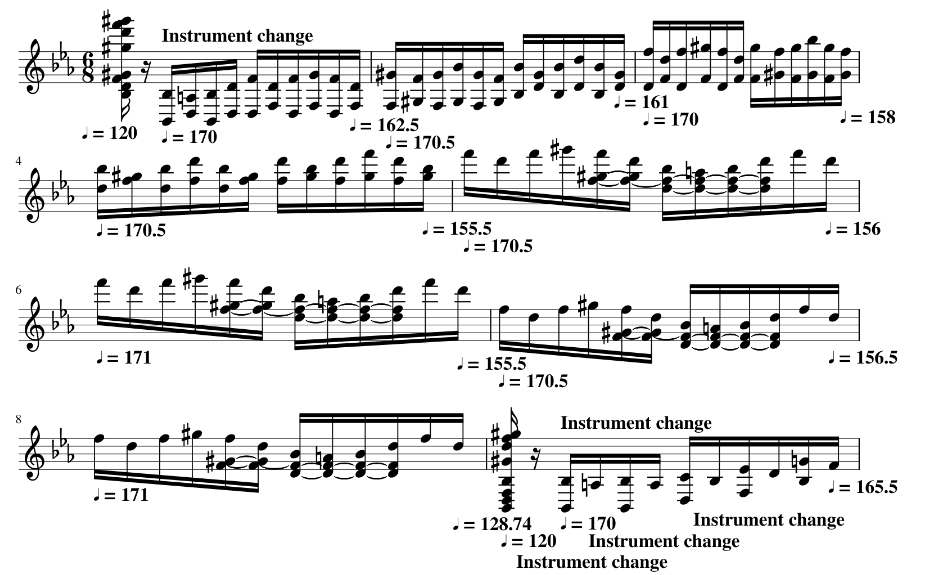 Instrument change
6
8
♩ = 120
♩ = 170
♩ = 162.5
♩ = 170.5
♩ = 161
♩ = 170
♩ = 158
4
♩ = 170.5
♩ = 155.5
♩ = 170.5
♩ = 156
6
♩ = 171
♩ = 155.5
♩ = 170.5
♩ = 156.5
8
♩ = 171
♩ = 128.74
♩ = 120
Instrument change
♩ = 170
♩ = 165.5
Instrument change
Instrument change
Instrument change